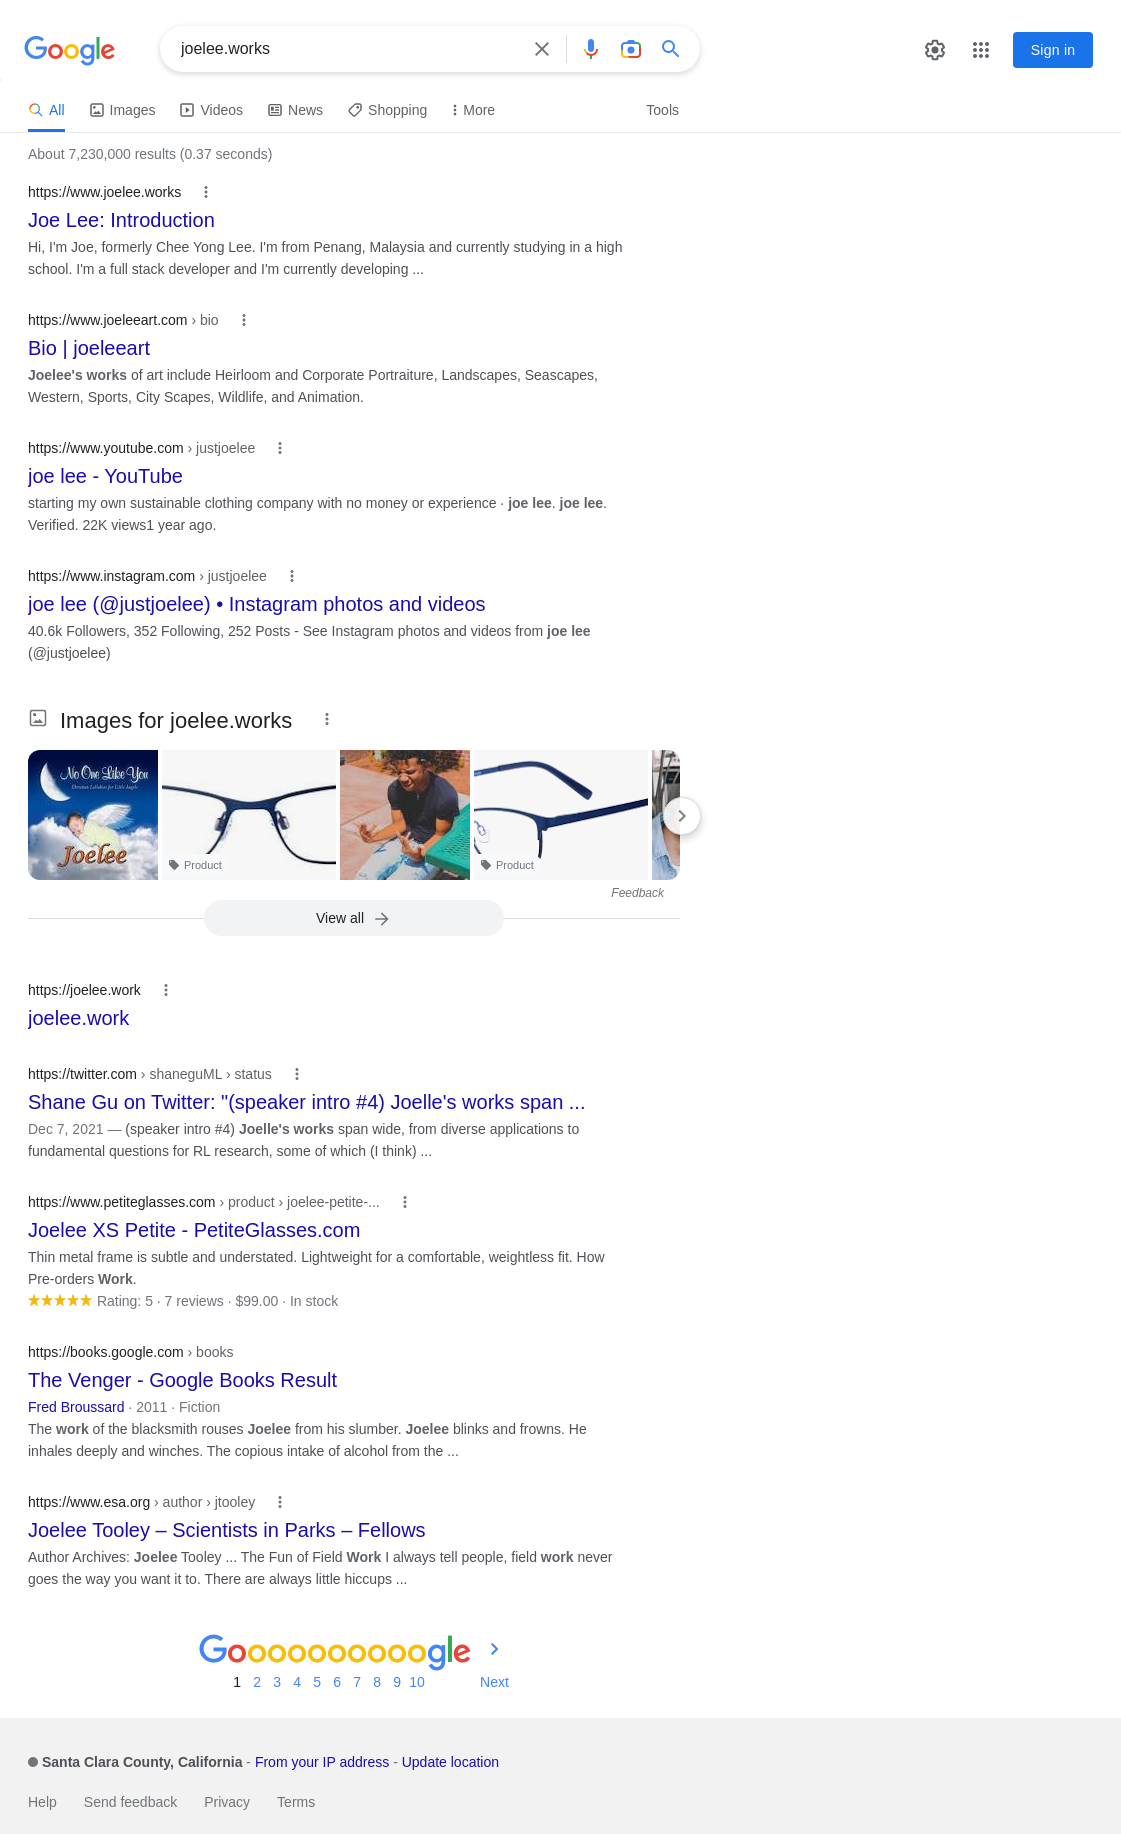 Google
joelee.works
Sign in
All
Images
Videos
News
Shopping
More
Tools
About 7,230,000 results (0.37 seconds)
https://www.joelee.works
Joe Lee: Introduction
Hi, I'm Joe, formerly Chee Yong Lee. I'm from Penang, Malaysia and currently studying in a high
school. I'm a full stack developer and I'm currently developing ...
https://www.joeleeart.com › bio
Bio | joeleeart
Joelee's works of art include Heirloom and Corporate Portraiture, Landscapes, Seascapes,
Western, Sports, City Scapes, Wildlife, and Animation.
https://www.youtube.com › justjoelee
joe lee - YouTube
starting my own sustainable clothing company with no money or experience · joe lee. joe lee.
Verified. 22K views1 year ago.
https://www.instagram.com › justjoelee
joe lee (@justjoelee) • Instagram photos and videos
40.6k Followers, 352 Following, 252 Posts - See Instagram photos and videos from joe lee
(@justjoelee)
Images for joelee.works
No One Like You
Christian Lullabies for Little Angels
Joelee
Product
Product
Feedback
View all
https://joelee.work
joelee.work
https://twitter.com › shaneguML › status
Shane Gu on Twitter: "(speaker intro #4) Joelle's works span ...
Dec 7, 2021 — (speaker intro #4) Joelle's works span wide, from diverse applications to
fundamental questions for RL research, some of which (I think) ...
https://www.petiteglasses.com › product › joelee-petite-...
Joelee XS Petite - PetiteGlasses.com
Thin metal frame is subtle and understated. Lightweight for a comfortable, weightless fit. How
Pre-orders Work.
Rating: 5 · 7 reviews · $99.00 · In stock
https://books.google.com › books
The Venger - Google Books Result
Fred Broussard · 2011 · Fiction
The work of the blacksmith rouses Joelee from his slumber. Joelee blinks and frowns. He
inhales deeply and winches. The copious intake of alcohol from the ...
https://www.esa.org › author › jtooley
Joelee Tooley – Scientists in Parks – Fellows
Author Archives: Joelee Tooley ... The Fun of Field Work I always tell people, field work never
goes the way you want it to. There are always little hiccups ...
Goooooooooogle
1 2 3 4 5 6 7 8 9 10 Next
Santa Clara County, California - From your IP address - Update location
Help
Send feedback
Privacy
Terms